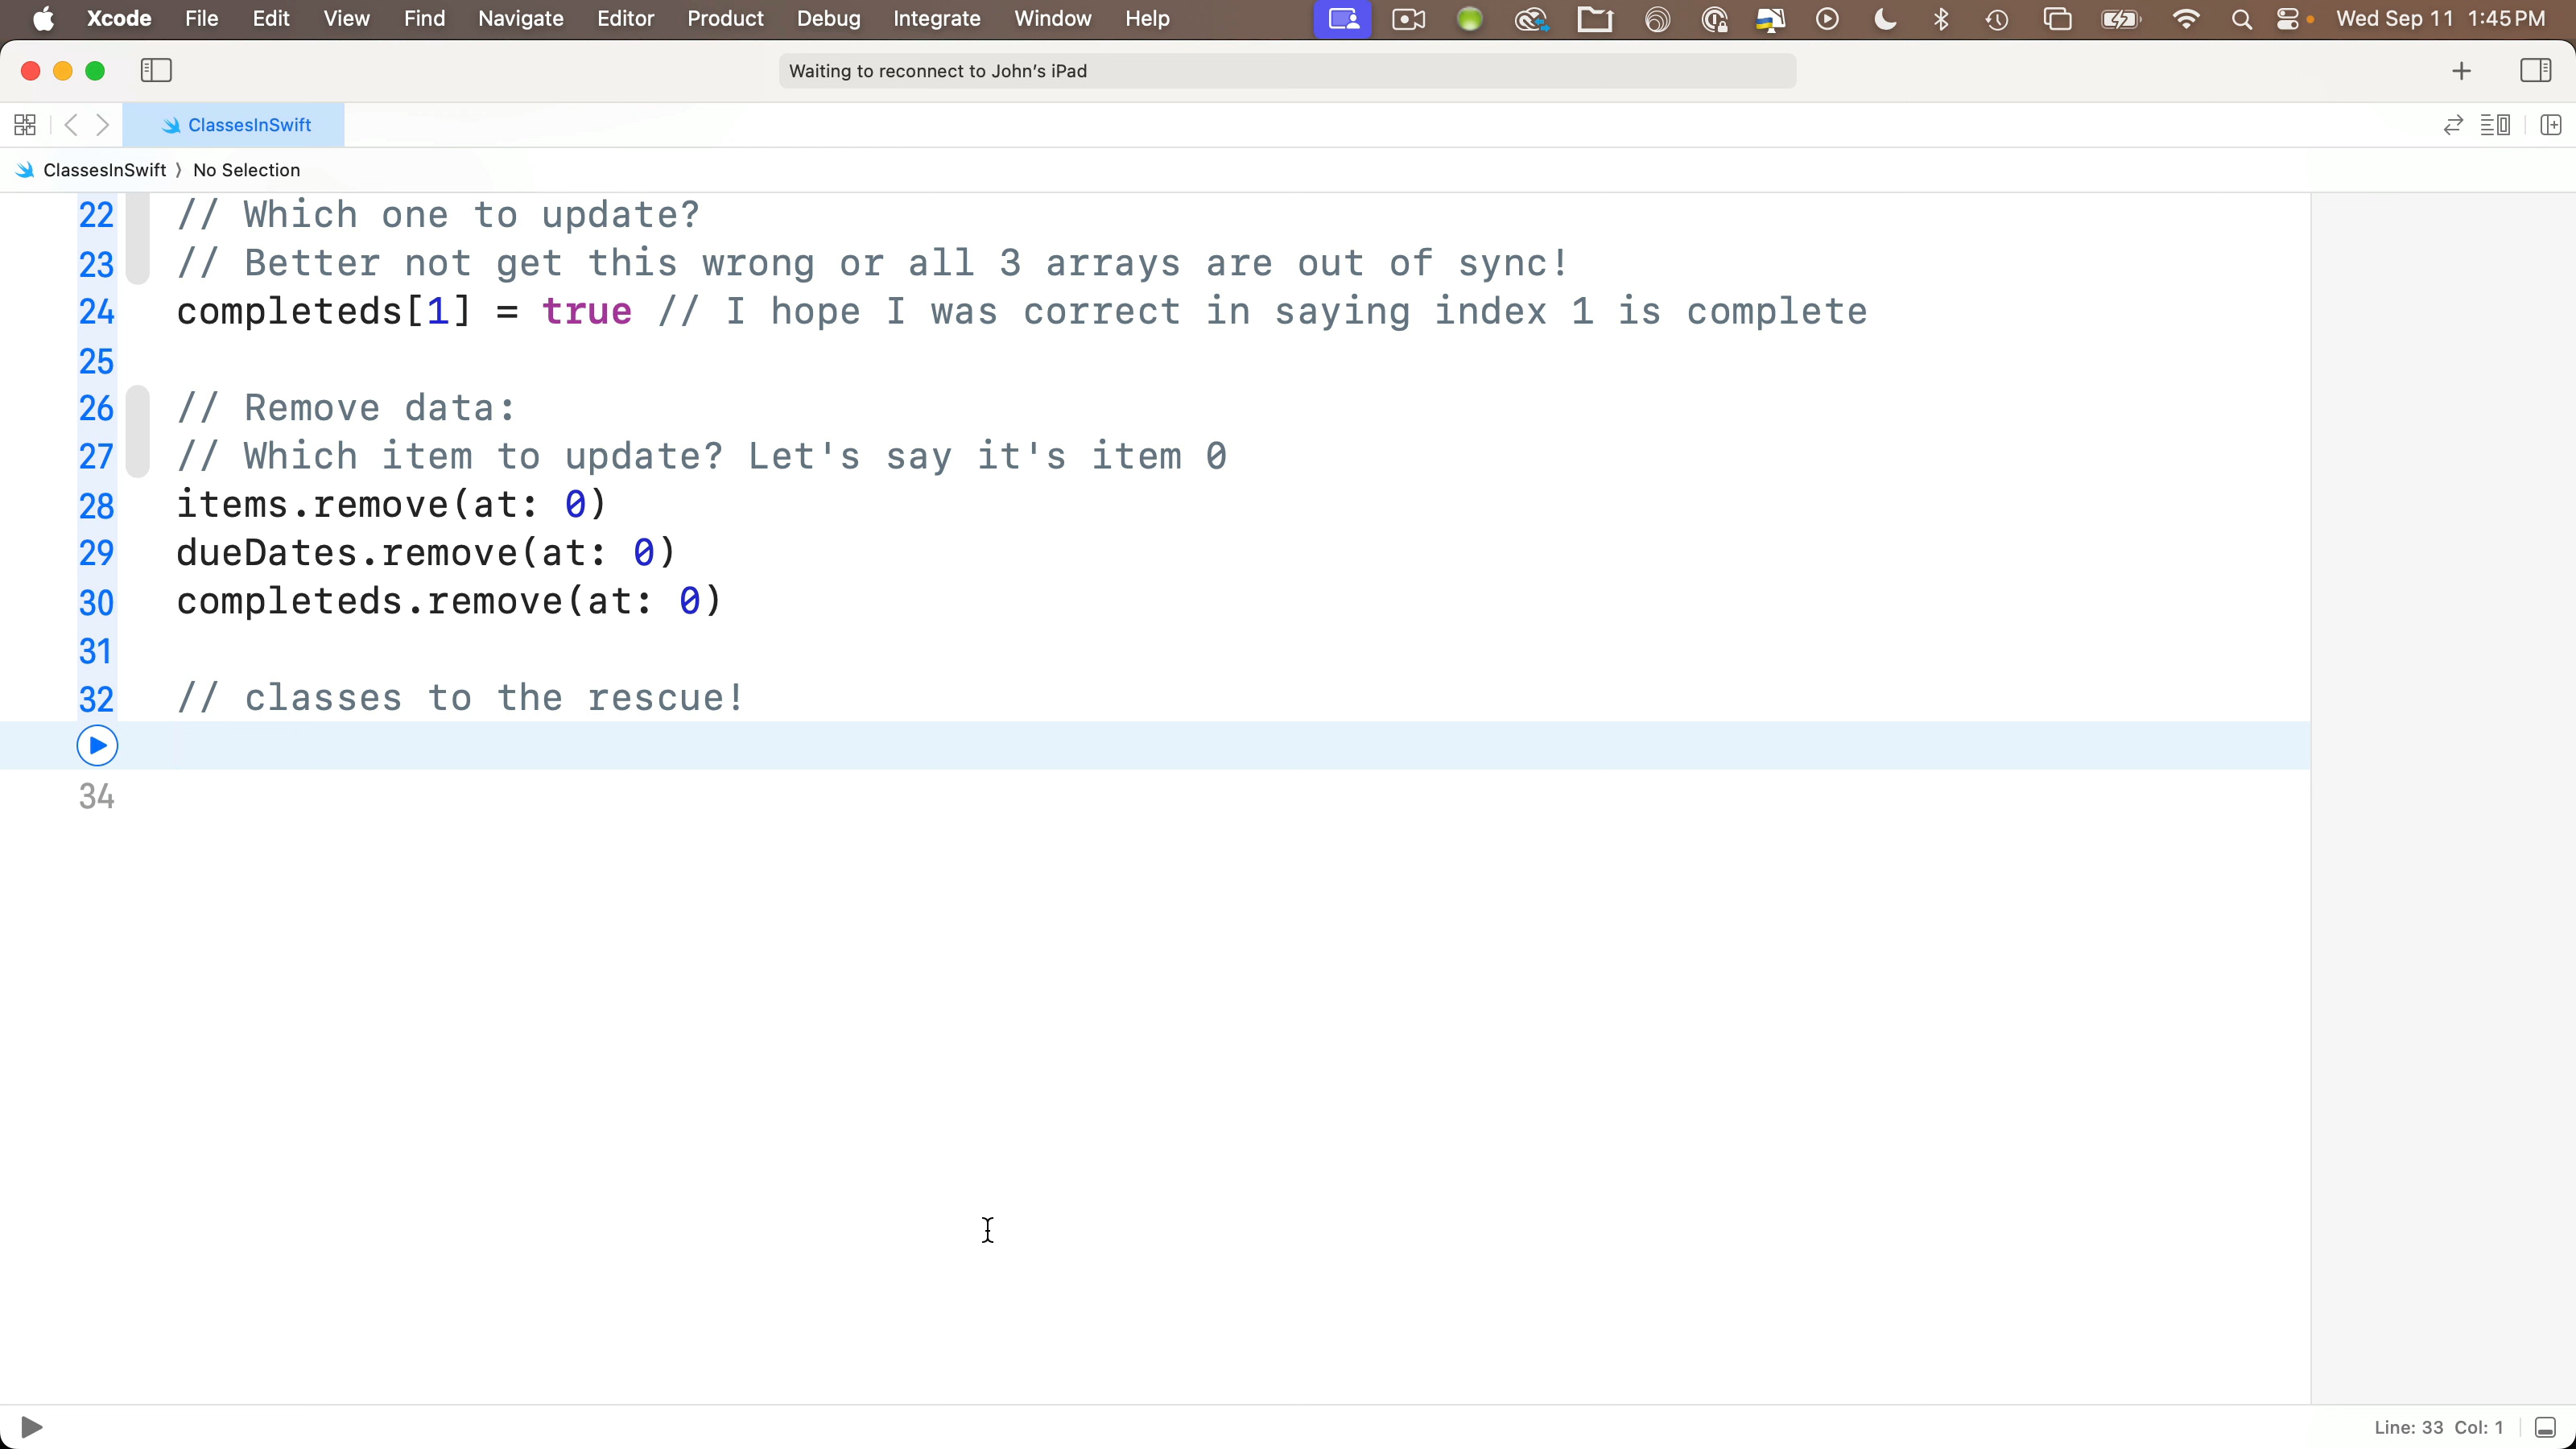 Xcode File Edit View Find Navigate Editor Product Debug Integrate Window Help Wed Sep 11 1:45 PM
Waiting to reconnect to John's iPad
ClassesInSwift
ClassesInSwift 〉 No Selection
22 // Which one to update?
23 // Better not get this wrong or all 3 arrays are out of sync!
24 completeds[1] = true // I hope I was correct in saying index 1 is complete
25
26 // Remove data:
27 // Which item to update? Let's say it's item 0
28 items.remove(at: 0)
29 dueDates.remove(at: 0)
30 completeds.remove(at: 0)
31
32 // classes to the rescue!
34
Line: 33 Col: 1